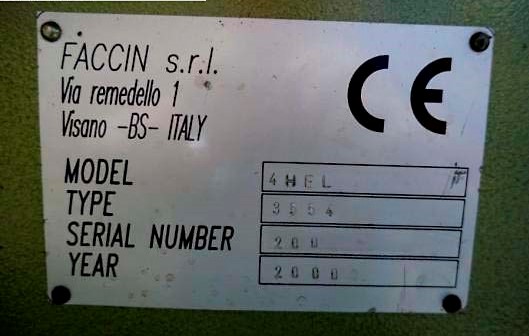 FACCIN s.r.l.
Via remedello 1
Visano -BS- ITALY
CE
MODEL 4HEL
TYPE 3554
SERIAL NUMBER 200
YEAR 2000